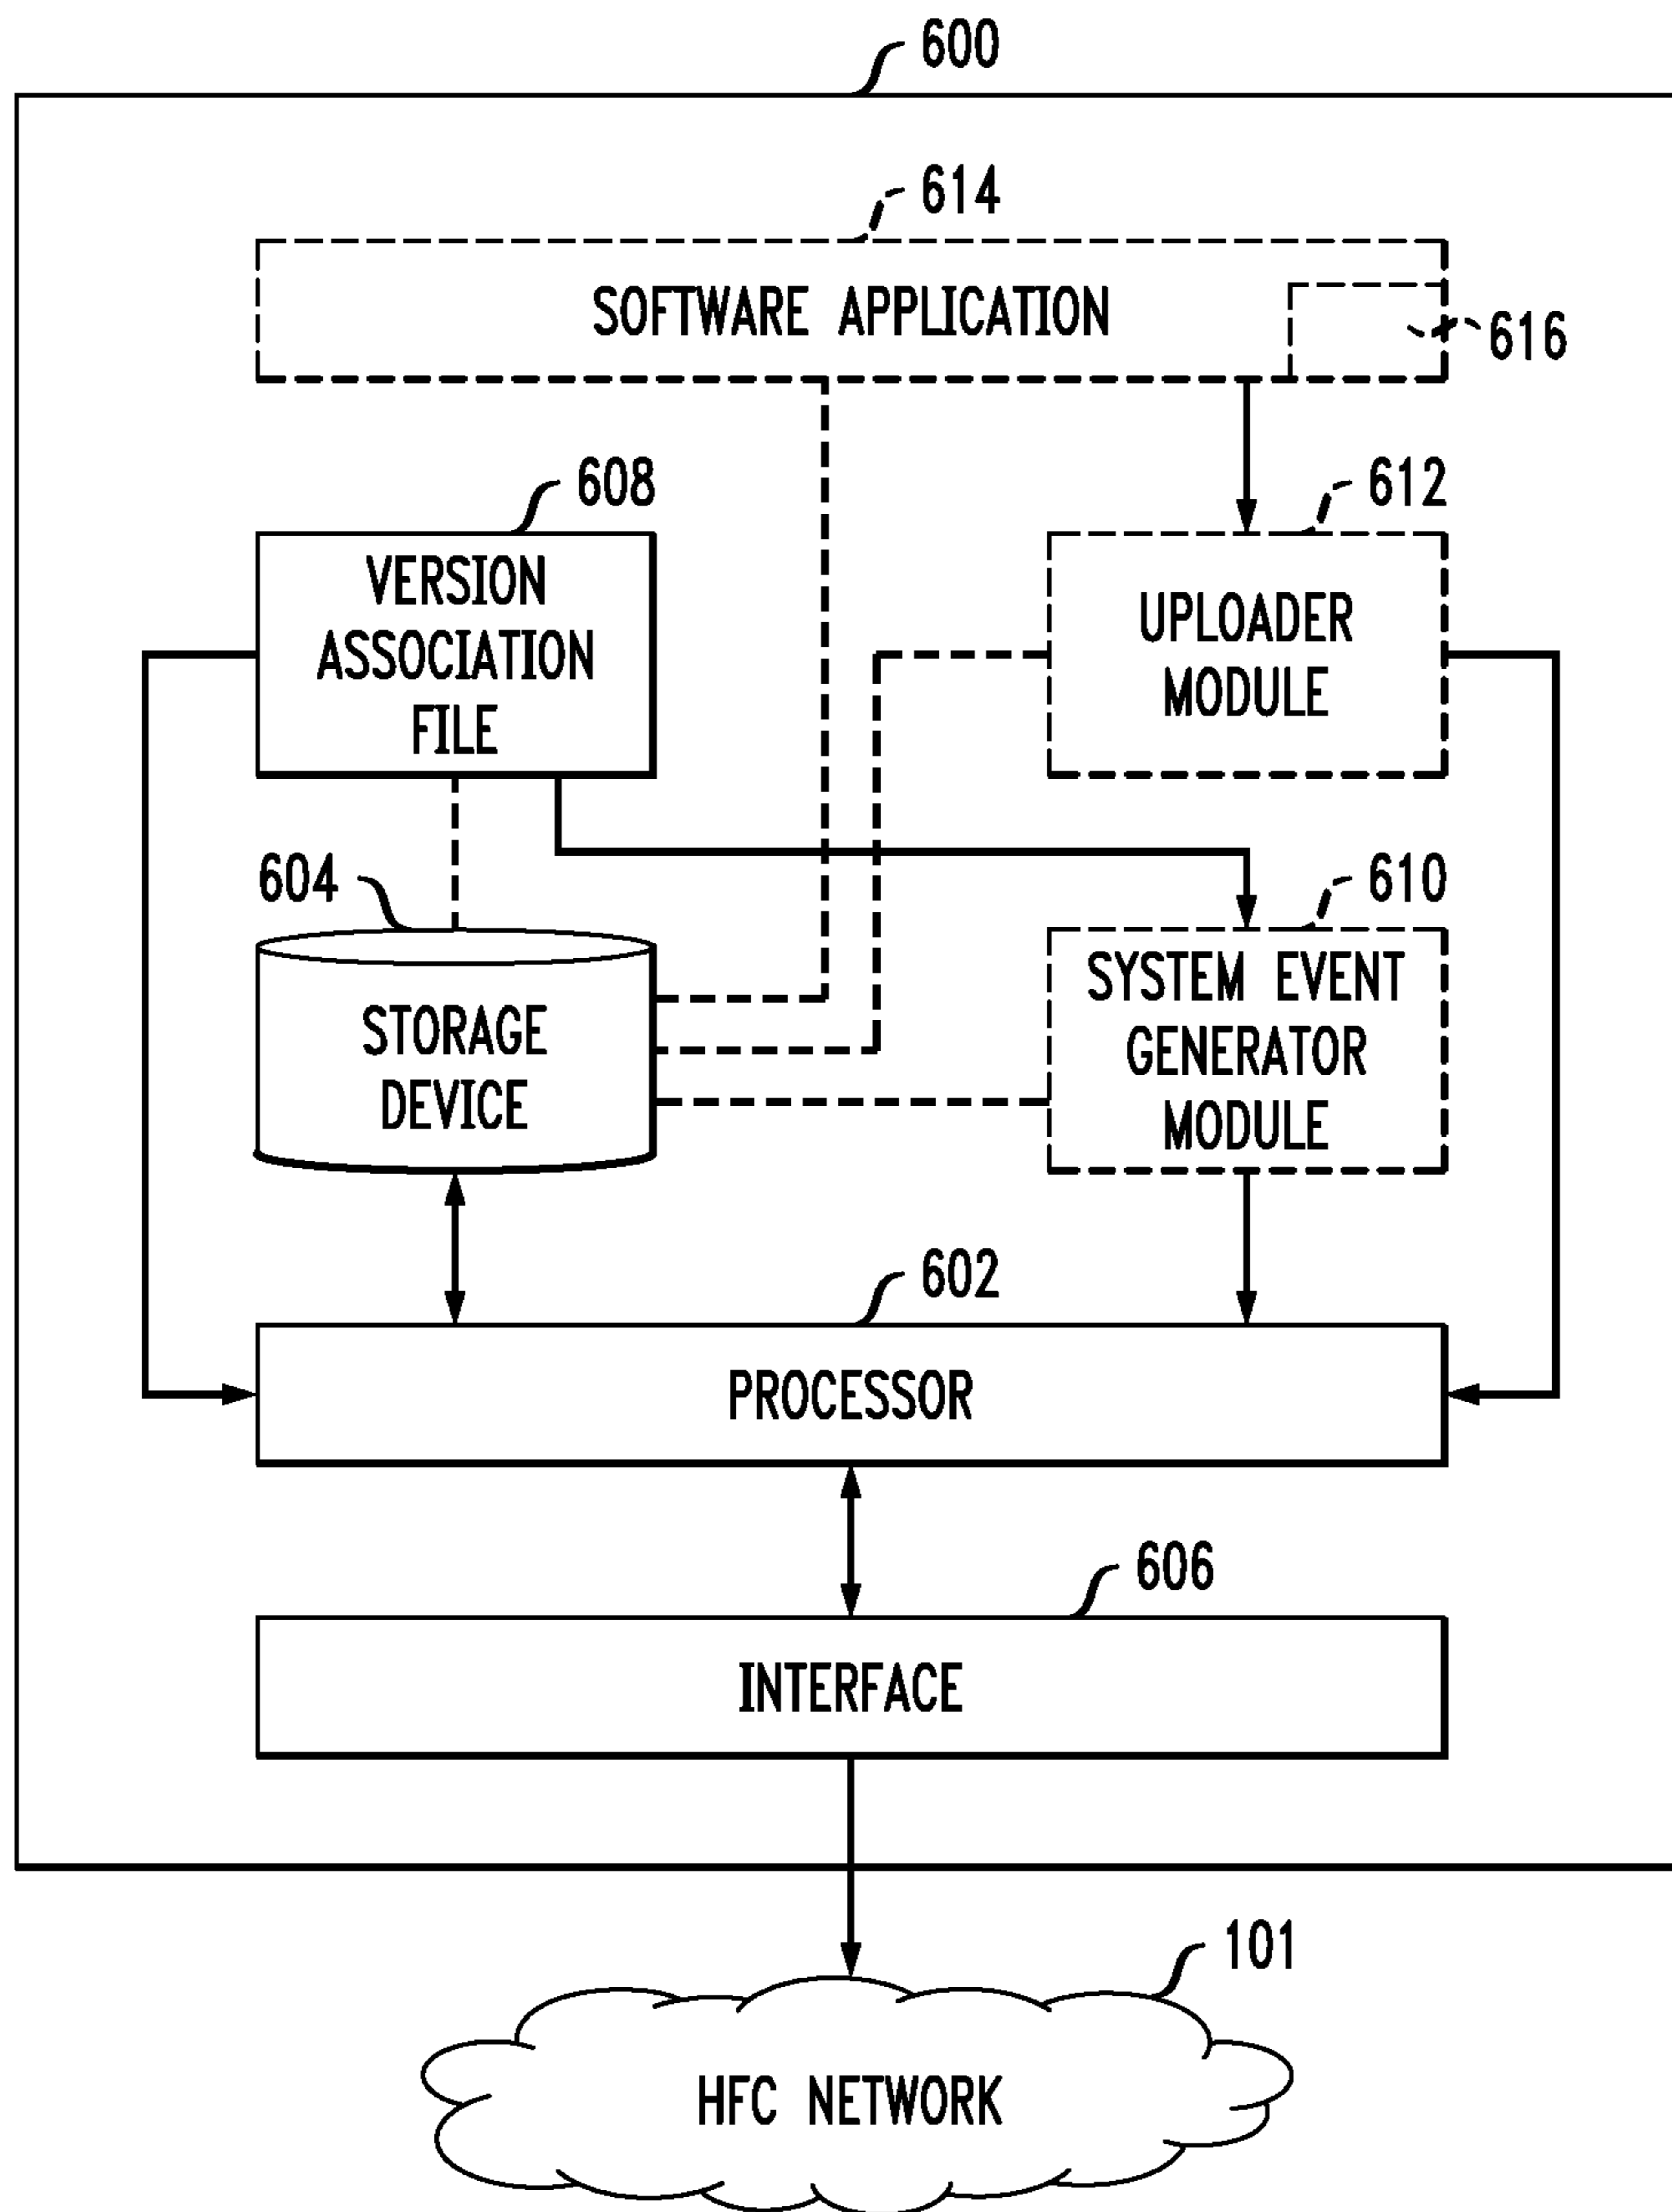 600
614
SOFTWARE APPLICATION
616
608
612
VERSION
ASSOCIATION
FILE
UPLOADER
MODULE
604
610
STORAGE
DEVICE
SYSTEM EVENT
GENERATOR
MODULE
602
PROCESSOR
606
INTERFACE
101
HFC NETWORK